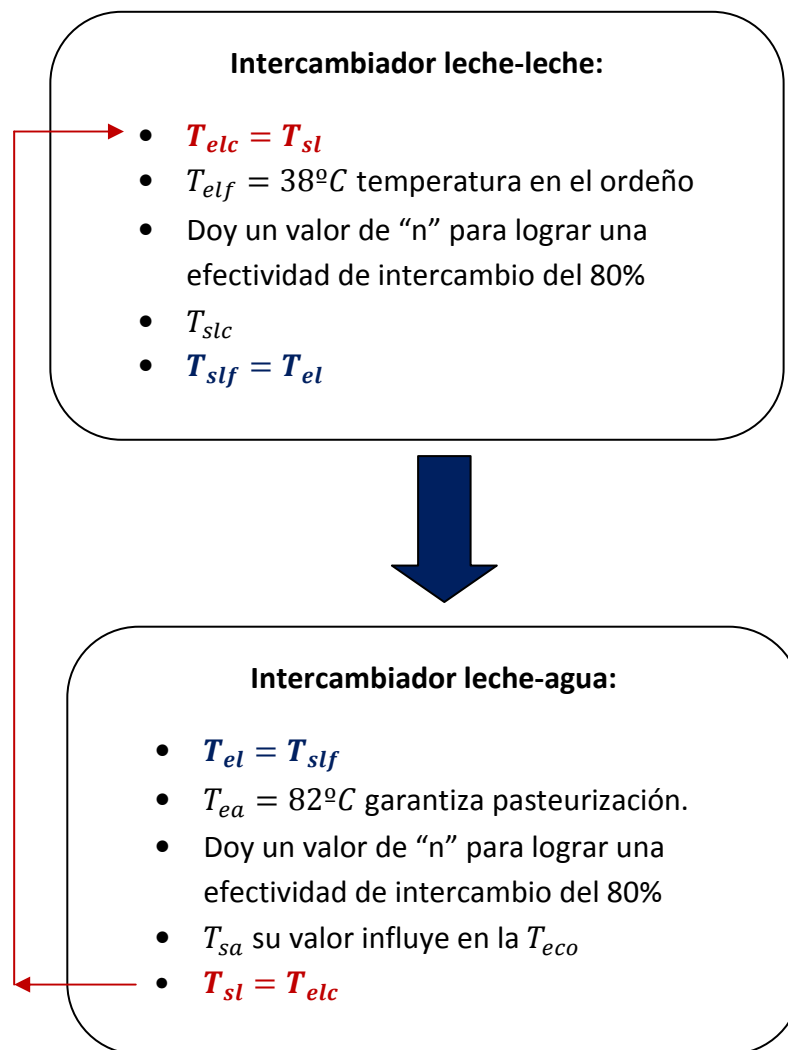 Intercambiador leche-leche:
• T_elc = T_sl
• T_elf = 38ºC temperatura en el ordeño
• Doy un valor de “n” para lograr una
efectividad de intercambio del 80%
• T_slc
• T_slf = T_el
Intercambiador leche-agua:
• T_el = T_slf
• T_ea = 82ºC garantiza pasteurización.
• Doy un valor de “n” para lograr una
efectividad de intercambio del 80%
• T_sa su valor influye en la T_eco
• T_sl = T_elc